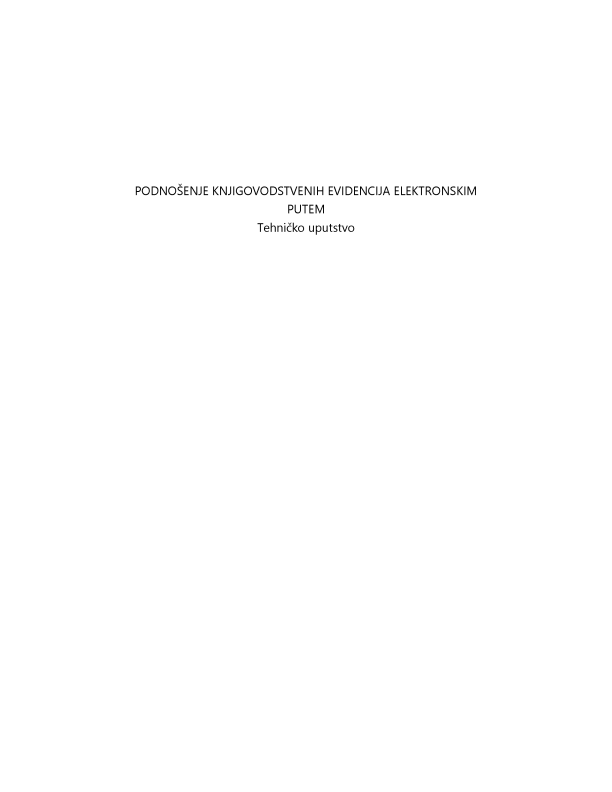 PODNOŠENJE KNJIGOVODSTVENIH EVIDENCIJA ELEKTRONSKIM
PUTEM
Tehničko uputstvo